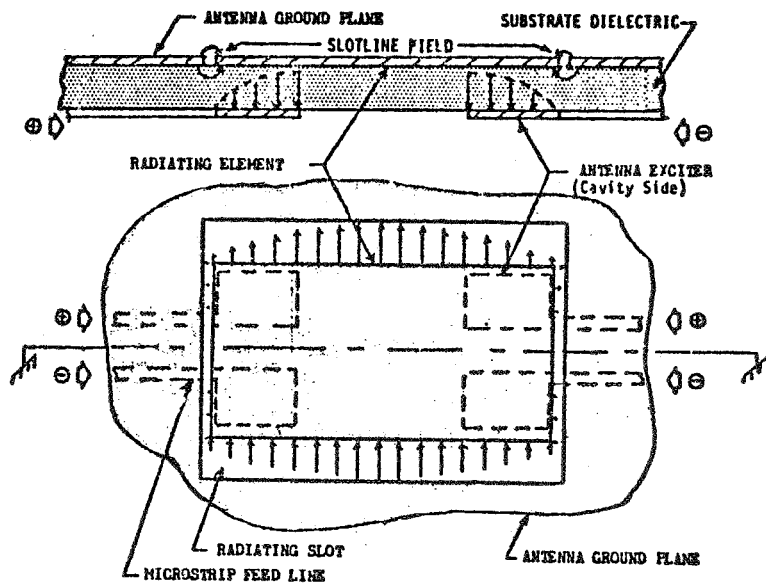 ANTENNA GROUND PLANE
SUBSTRATE DIELECTRIC
SLOTLINE FIELD
⊕
⊖
RADIATING ELEMENT
ANTENNA EXCITER
(Cavity Side)
⊕
⊕
⊖
⊖
RADIATING SLOT
ANTENNA GROUND PLANE
MICROSTRIP FEED LINE